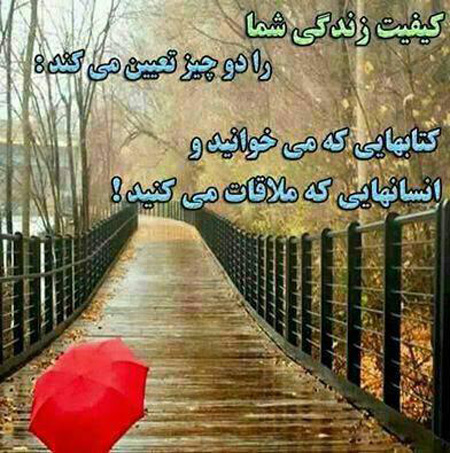 کیفیت زندگی شما
را دو چیز تعیین می کند :
کتابهایی که می خوانید و
انسانهایی که ملاقات می کنید !